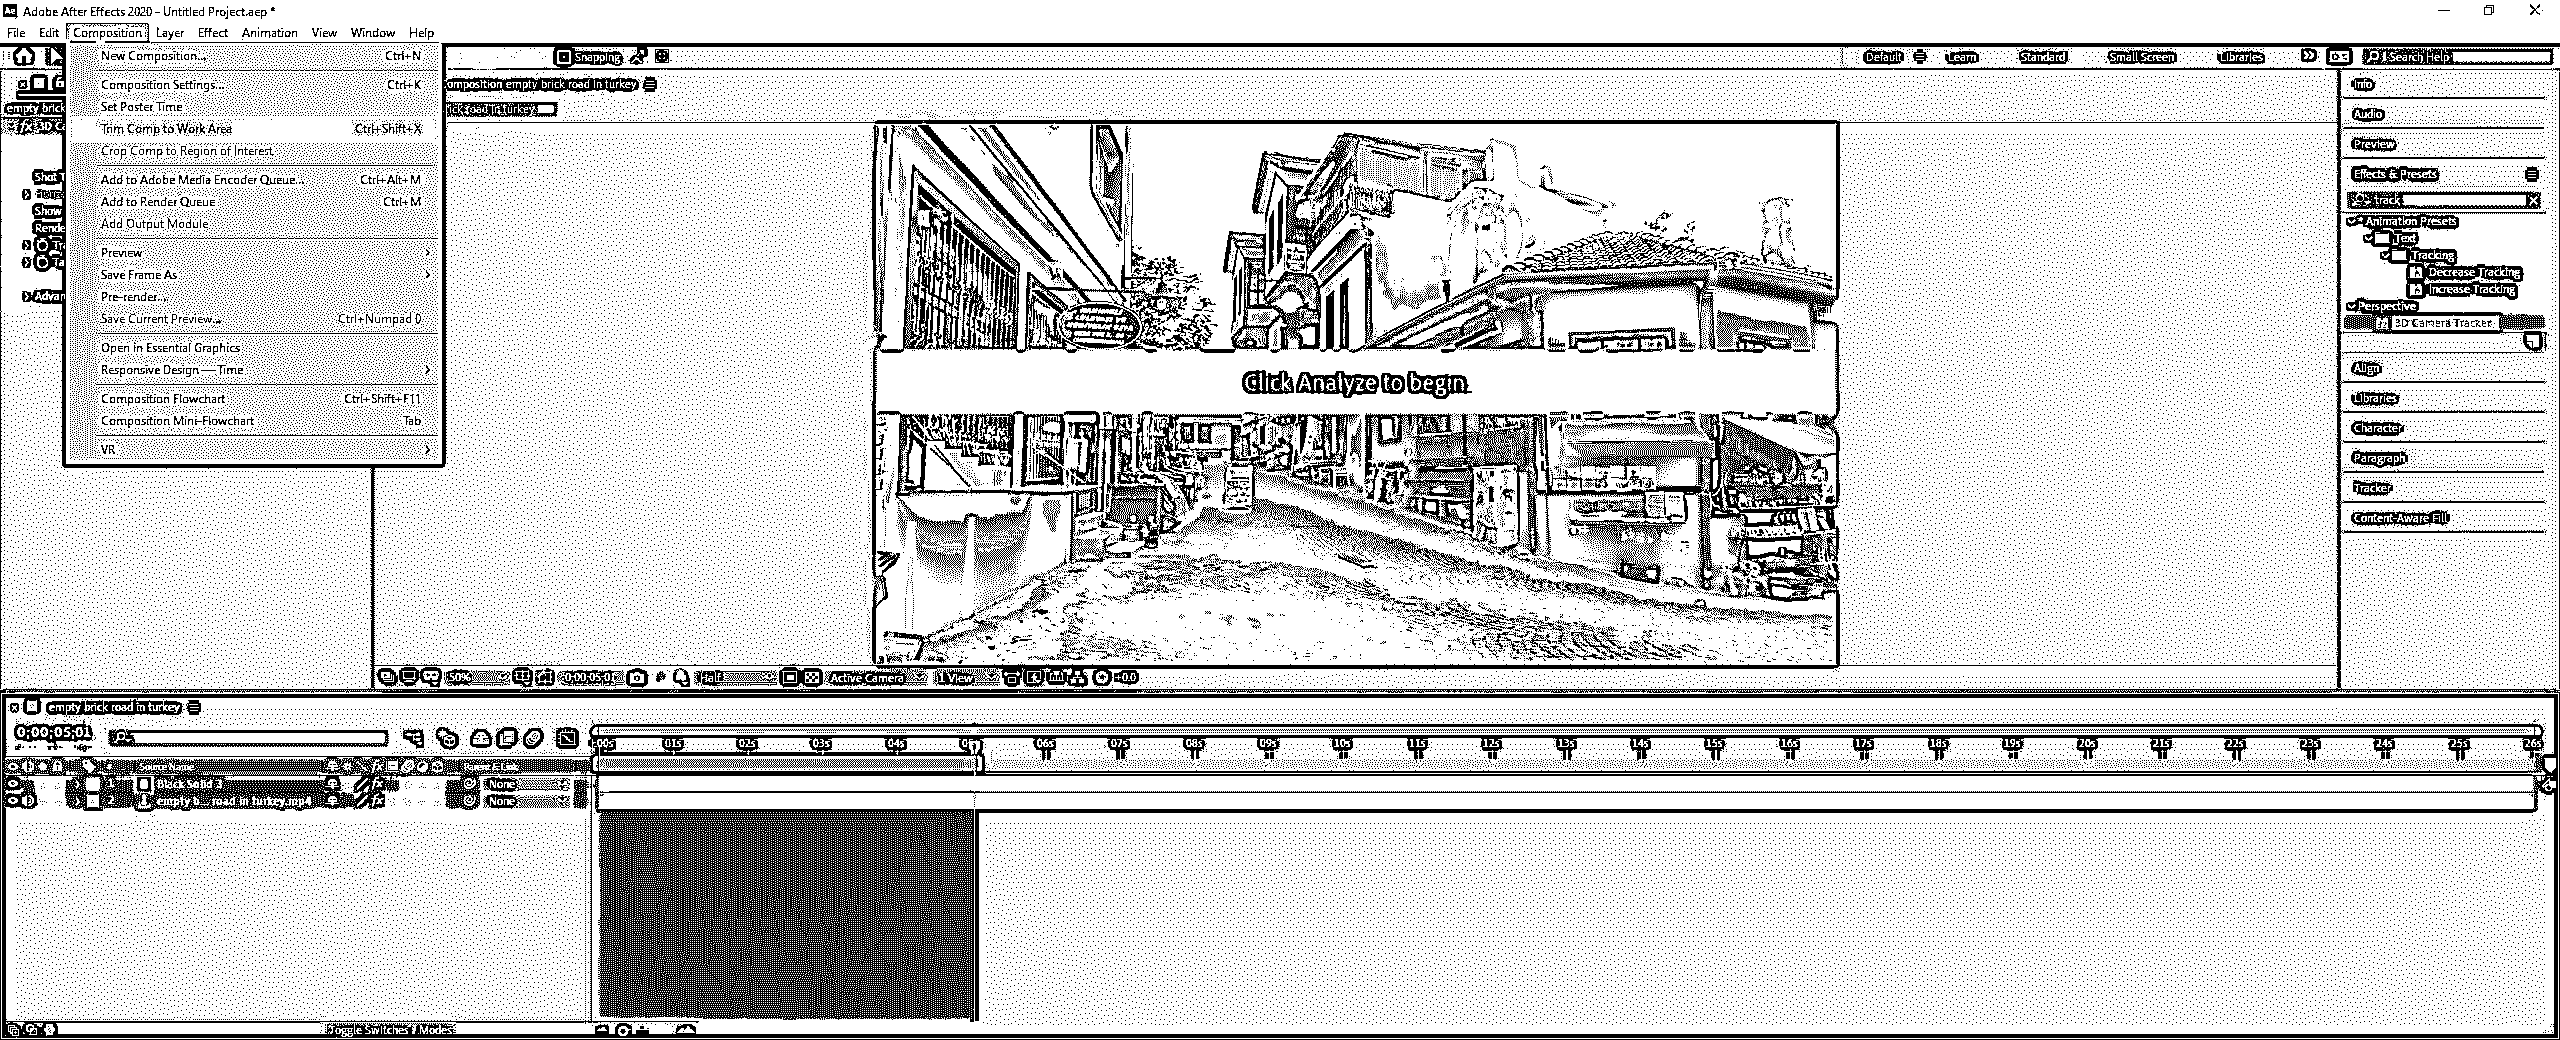 Adobe After Effects 2020 - Untitled Project.aep *
File Edit Composition Layer Effect Animation View Window Help
New Composition... Ctrl+N
Composition Settings... Ctrl+K
Set Poster Time
Trim Comp to Work Area Ctrl+Shift+X
Crop Comp to Region of Interest
Add to Adobe Media Encoder Queue... Ctrl+Alt+M
Add to Render Queue Ctrl+M
Add Output Module
Preview
Save Frame As
Pre-render...
Save Current Preview... Ctrl+Numpad 0
Open in Essential Graphics
Responsive Design — Time
Composition Flowchart Ctrl+Shift+F11
Composition Mini-Flowchart Tab
VR
Snapping
Default Learn Standard Small Screen Libraries Search Help
omposition empty brick road in turkey
empty brick
ick road in turkey
fx 3D Ca
Shot T
Show
Rende
Advan
Click Analyze to begin.
Info
Audio
Preview
Effects & Presets
track
Animation Presets
Text
Tracking
Decrease Tracking
Increase Tracking
Perspective
3D Camera Tracker
Align
Libraries
Character
Paragraph
Tracker
Content-Aware Fill
50% 0;00;05;01 Half Active Camera 1 View +0.0
empty brick road in turkey
0;00;05;01
:00s 01s 02s 03s 04s 06s 07s 08s 09s 10s 11s 12s 13s 14s 15s 16s 17s 18s 19s 20s 21s 22s 23s 24s 25s 26s
1 Black Solid 3 None
2 empty b... road in turkey.mp4 None
Toggle Switches / Modes